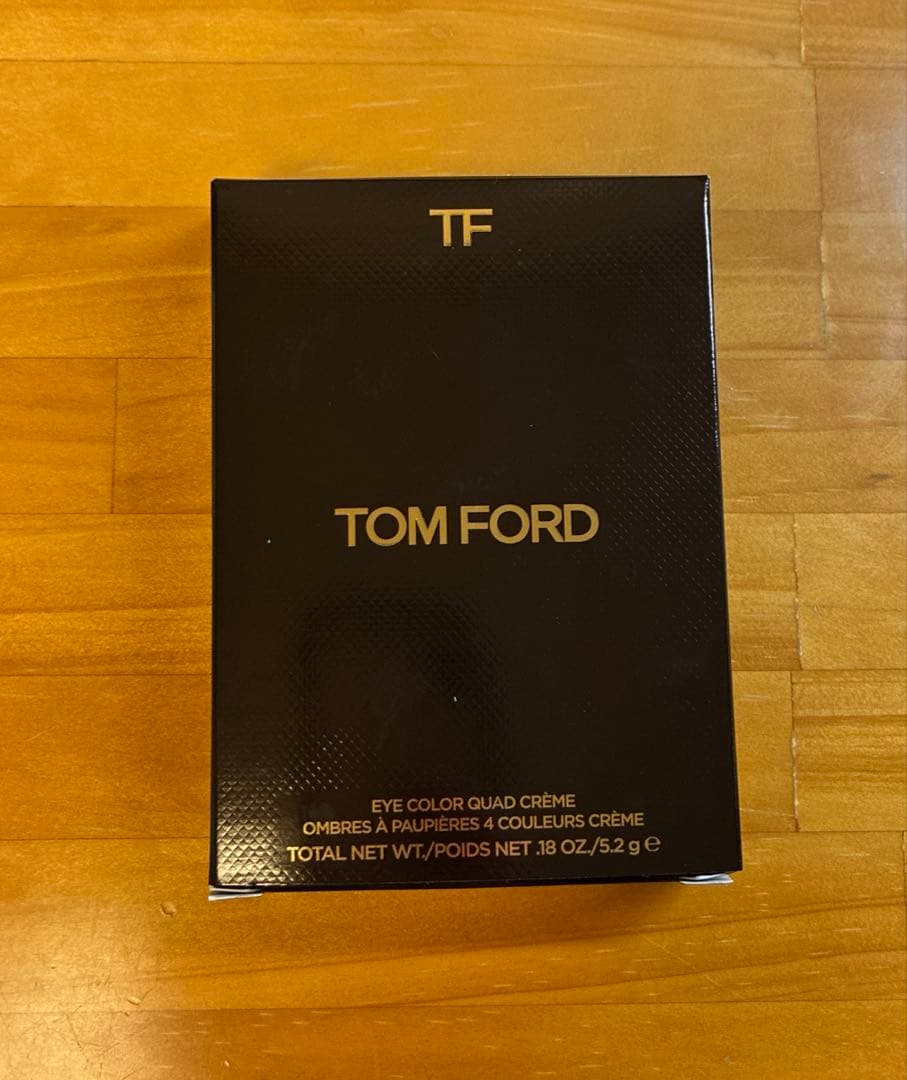 TF
TOM FORD
EYE COLOR QUAD CRÈME
OMBRES À PAUPIÈRES 4 COULEURS CRÈME
TOTAL NET WT./POIDS NET .18 OZ./5.2 g ℮